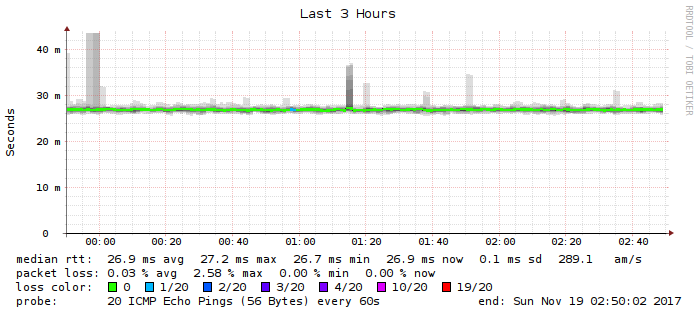 Last 3 Hours
RRDTOOL / TOBI OETIKER
Seconds
40 m
30 m
20 m
10 m
0
00:00 00:20 00:40 01:00 01:20 01:40 02:00 02:20 02:40
median rtt: 26.9 ms avg 27.2 ms max 26.7 ms min 26.9 ms now 0.1 ms sd 289.1 am/s
packet loss: 0.03 % avg 2.58 % max 0.00 % min 0.00 % now
loss color: 0 1/20 2/20 3/20 4/20 10/20 19/20
probe: 20 ICMP Echo Pings (56 Bytes) every 60s end: Sun Nov 19 02:50:02 2017